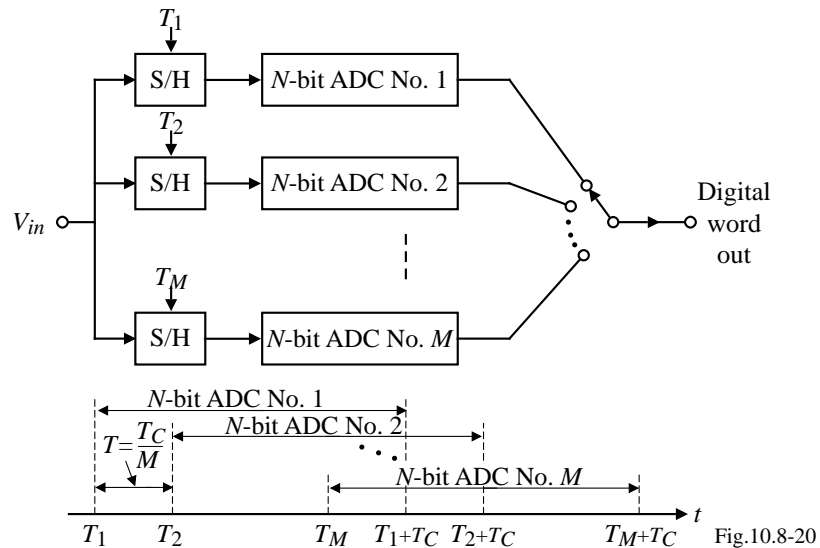 T1
S/H
N-bit ADC No. 1
T2
S/H
N-bit ADC No. 2
Vin
Digital
word
out
TM
S/H
N-bit ADC No. M
N-bit ADC No. 1
N-bit ADC No. 2
T=TC/M
N-bit ADC No. M
t
T1 T2 TM T1+TC T2+TC TM+TC
Fig.10.8-20